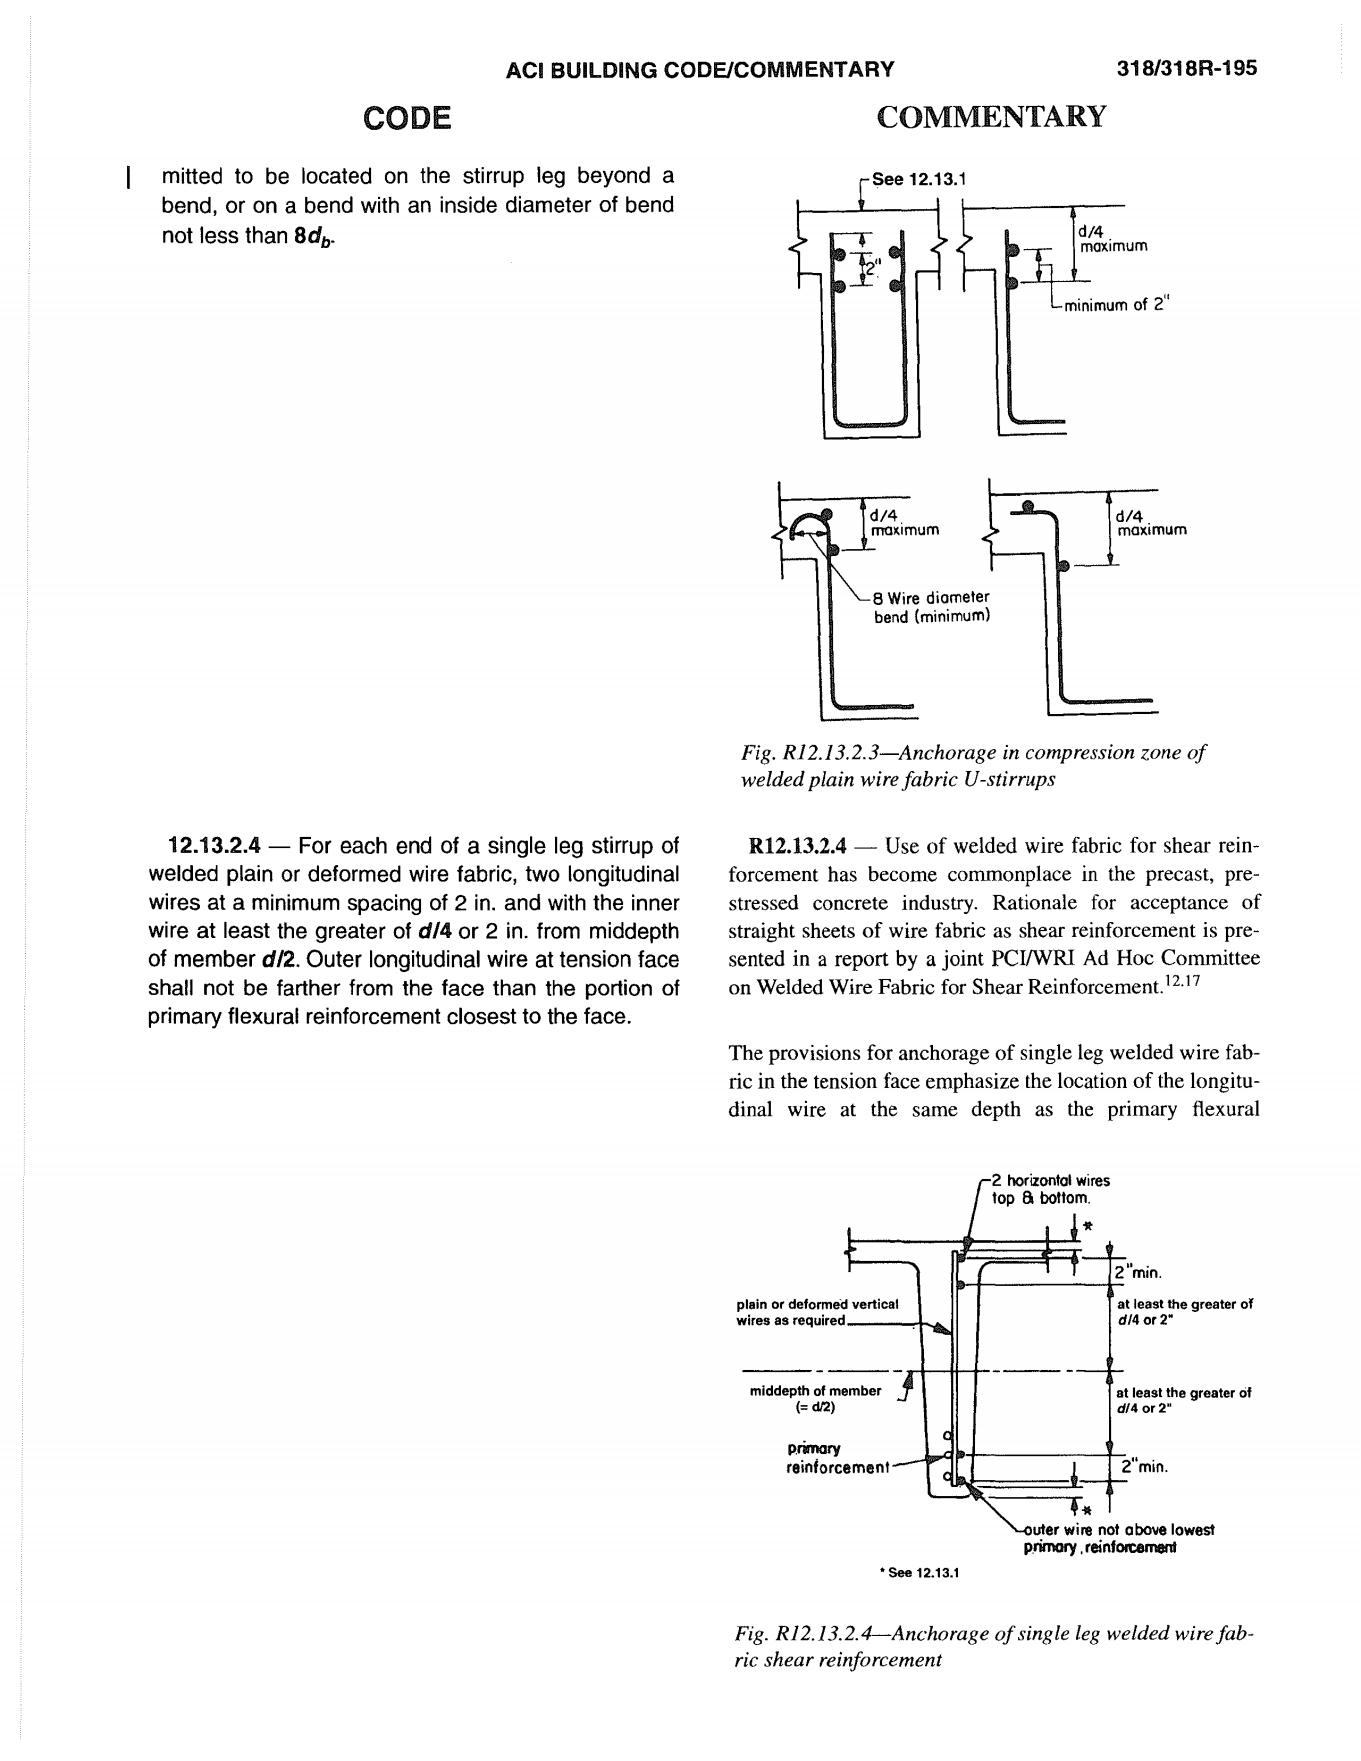 ACI BUILDING CODE/COMMENTARY 318/318R-195
CODE
mitted to be located on the stirrup leg beyond a
bend, or on a bend with an inside diameter of bend
not less than 8d_b.
12.13.2.4 — For each end of a single leg stirrup of
welded plain or deformed wire fabric, two longitudinal
wires at a minimum spacing of 2 in. and with the inner
wire at least the greater of d/4 or 2 in. from middepth
of member d/2. Outer longitudinal wire at tension face
shall not be farther from the face than the portion of
primary flexural reinforcement closest to the face.
COMMENTARY
See 12.13.1
2"
d/4
maximum
minimum of 2"
d/4
maximum
8 Wire diameter
bend (minimum)
d/4
maximum
Fig. R12.13.2.3—Anchorage in compression zone of
welded plain wire fabric U-stirrups
R12.13.2.4 — Use of welded wire fabric for shear rein-
forcement has become commonplace in the precast, pre-
stressed concrete industry. Rationale for acceptance of
straight sheets of wire fabric as shear reinforcement is pre-
sented in a report by a joint PCI/WRI Ad Hoc Committee
on Welded Wire Fabric for Shear Reinforcement.12.17
The provisions for anchorage of single leg welded wire fab-
ric in the tension face emphasize the location of the longitu-
dinal wire at the same depth as the primary flexural
2 horizontal wires
top & bottom.
*
2"min.
plain or deformed vertical
wires as required
at least the greater of
d/4 or 2"
middepth of member
(= d/2)
at least the greater of
d/4 or 2"
primary
reinforcement
2"min.
*
outer wire not above lowest
primary reinforcement
* See 12.13.1
Fig. R12.13.2.4—Anchorage of single leg welded wire fab-
ric shear reinforcement